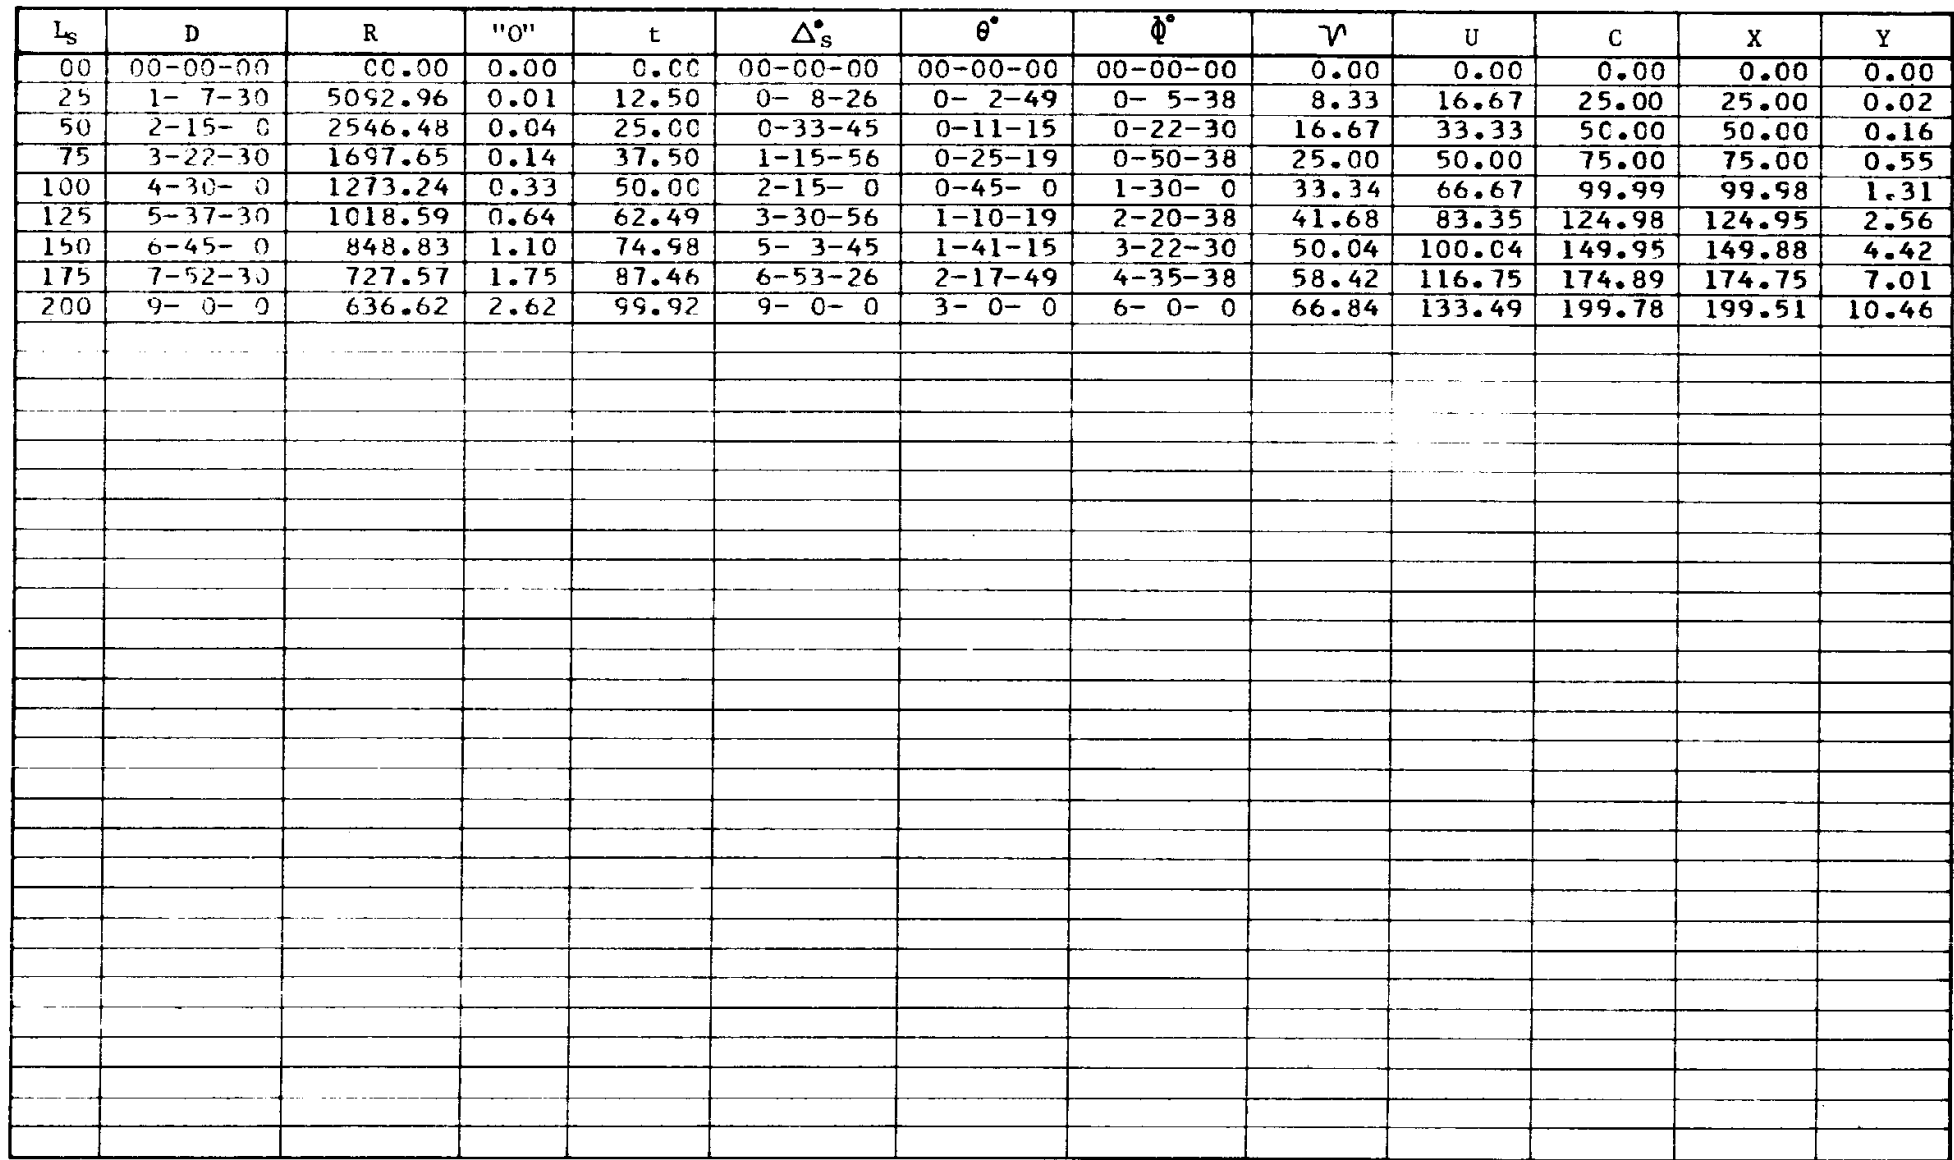 Ls D R "O" t Δ°s θ° Φ° V U C X Y
00 00-00-00 00.00 0.00 0.00 00-00-00 00-00-00 00-00-00 0.00 0.00 0.00 0.00 0.00
25 1- 7-30 5092.96 0.01 12.50 0- 8-26 0- 2-49 0- 5-38 8.33 16.67 25.00 25.00 0.02
50 2-15- 0 2546.48 0.04 25.00 0-33-45 0-11-15 0-22-30 16.67 33.33 50.00 50.00 0.16
75 3-22-30 1697.65 0.14 37.50 1-15-56 0-25-19 0-50-38 25.00 50.00 75.00 75.00 0.55
100 4-30- 0 1273.24 0.33 50.00 2-15- 0 0-45- 0 1-30- 0 33.34 66.67 99.99 99.98 1.31
125 5-37-30 1018.59 0.64 62.49 3-30-56 1-10-19 2-20-38 41.68 83.35 124.98 124.95 2.56
150 6-45- 0 848.83 1.10 74.98 5- 3-45 1-41-15 3-22-30 50.04 100.04 149.95 149.88 4.42
175 7-52-30 727.57 1.75 87.46 6-53-26 2-17-49 4-35-38 58.42 116.75 174.89 174.75 7.01
200 9- 0- 0 636.62 2.62 99.92 9- 0- 0 3- 0- 0 6- 0- 0 66.84 133.49 199.78 199.51 10.46